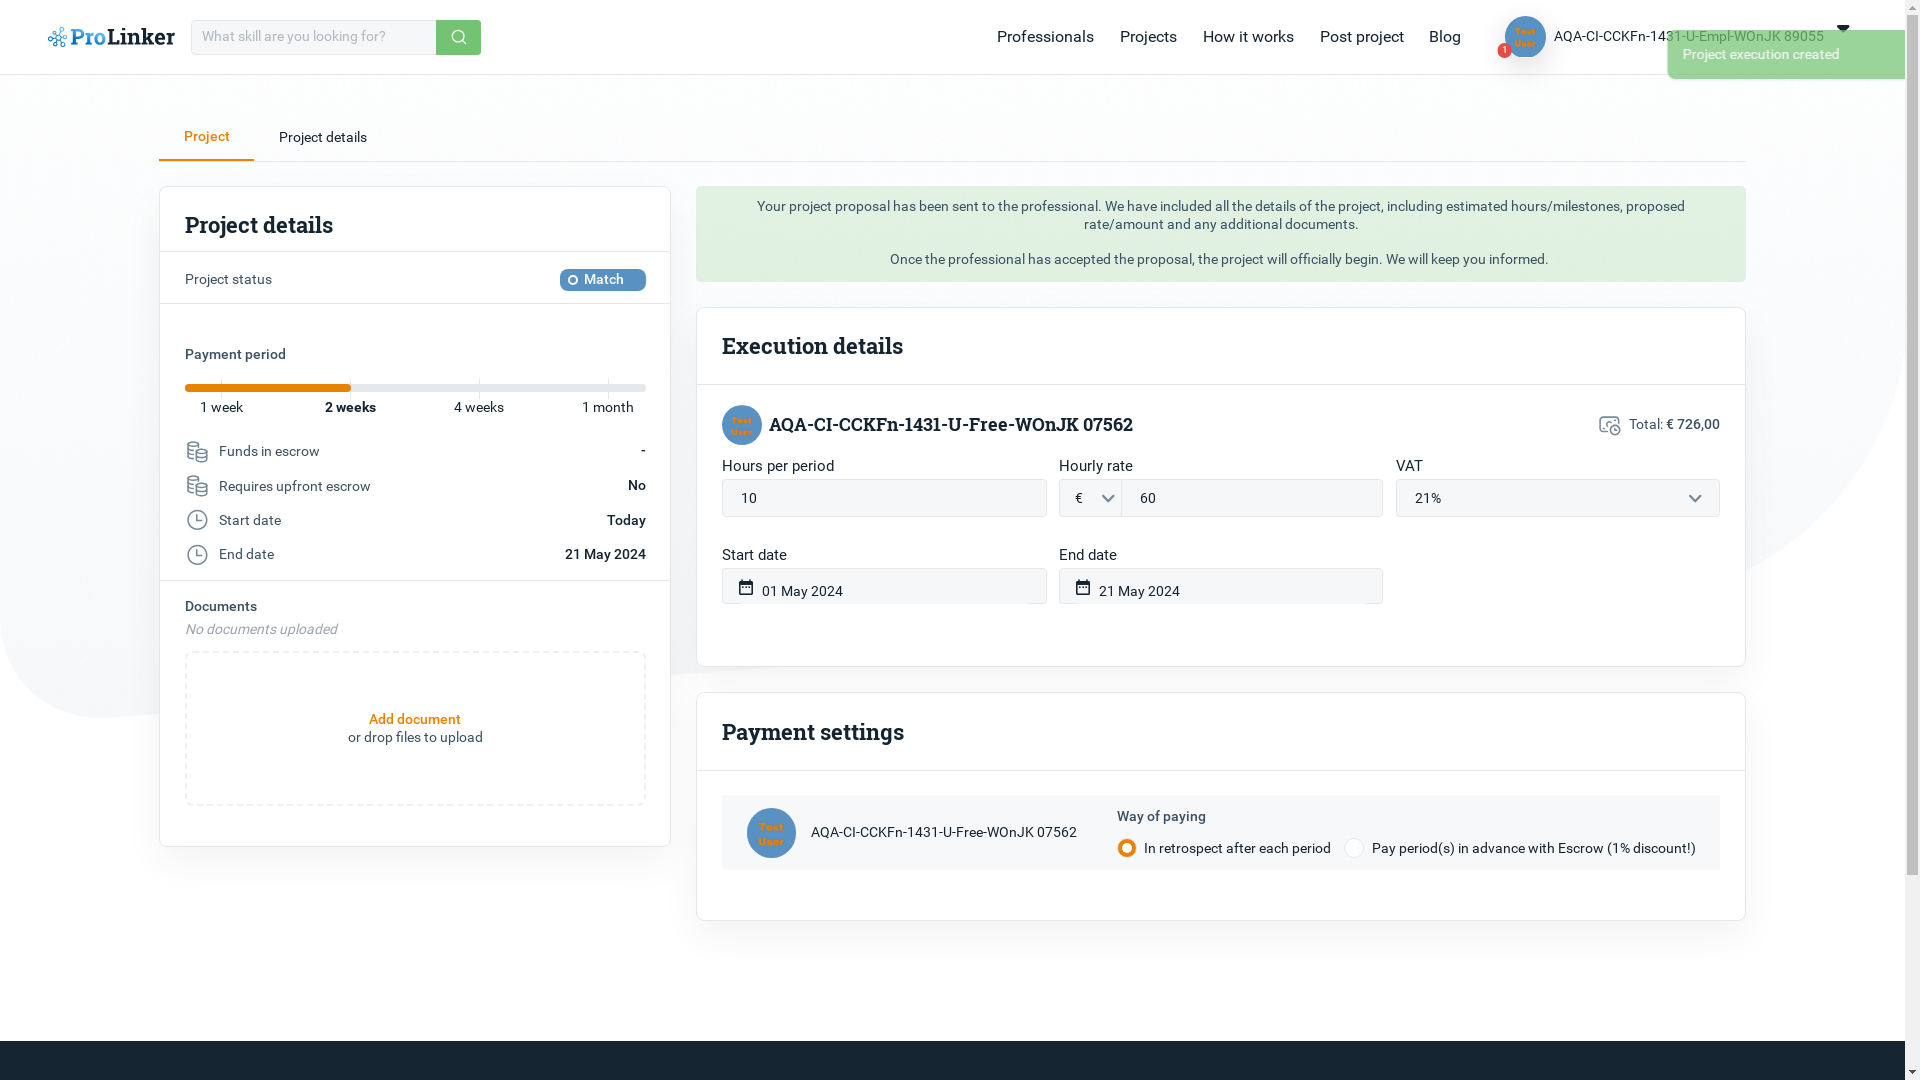 ProLinker
What skill are you looking for?
Professionals
Projects
How it works
Post project
Blog
Test
User
1
AQA-CI-CCKFn-1431-U-Empl-WOnJK 89055
Project execution created
Project
Project details
Project details
Project status
Match
Payment period
1 week
2 weeks
4 weeks
1 month
Funds in escrow
-
Requires upfront escrow
No
Start date
Today
End date
21 May 2024
Documents
No documents uploaded
Add document
or drop files to upload
Your project proposal has been sent to the professional. We have included all the details of the project, including estimated hours/milestones, proposed
rate/amount and any additional documents.
Once the professional has accepted the proposal, the project will officially begin. We will keep you informed.
Execution details
Test
User
AQA-CI-CCKFn-1431-U-Free-WOnJK 07562
Total: € 726,00
Hours per period
Hourly rate
VAT
10
€
60
21%
Start date
End date
01 May 2024
21 May 2024
Payment settings
Test
User
AQA-CI-CCKFn-1431-U-Free-WOnJK 07562
Way of paying
In retrospect after each period
Pay period(s) in advance with Escrow (1% discount!)